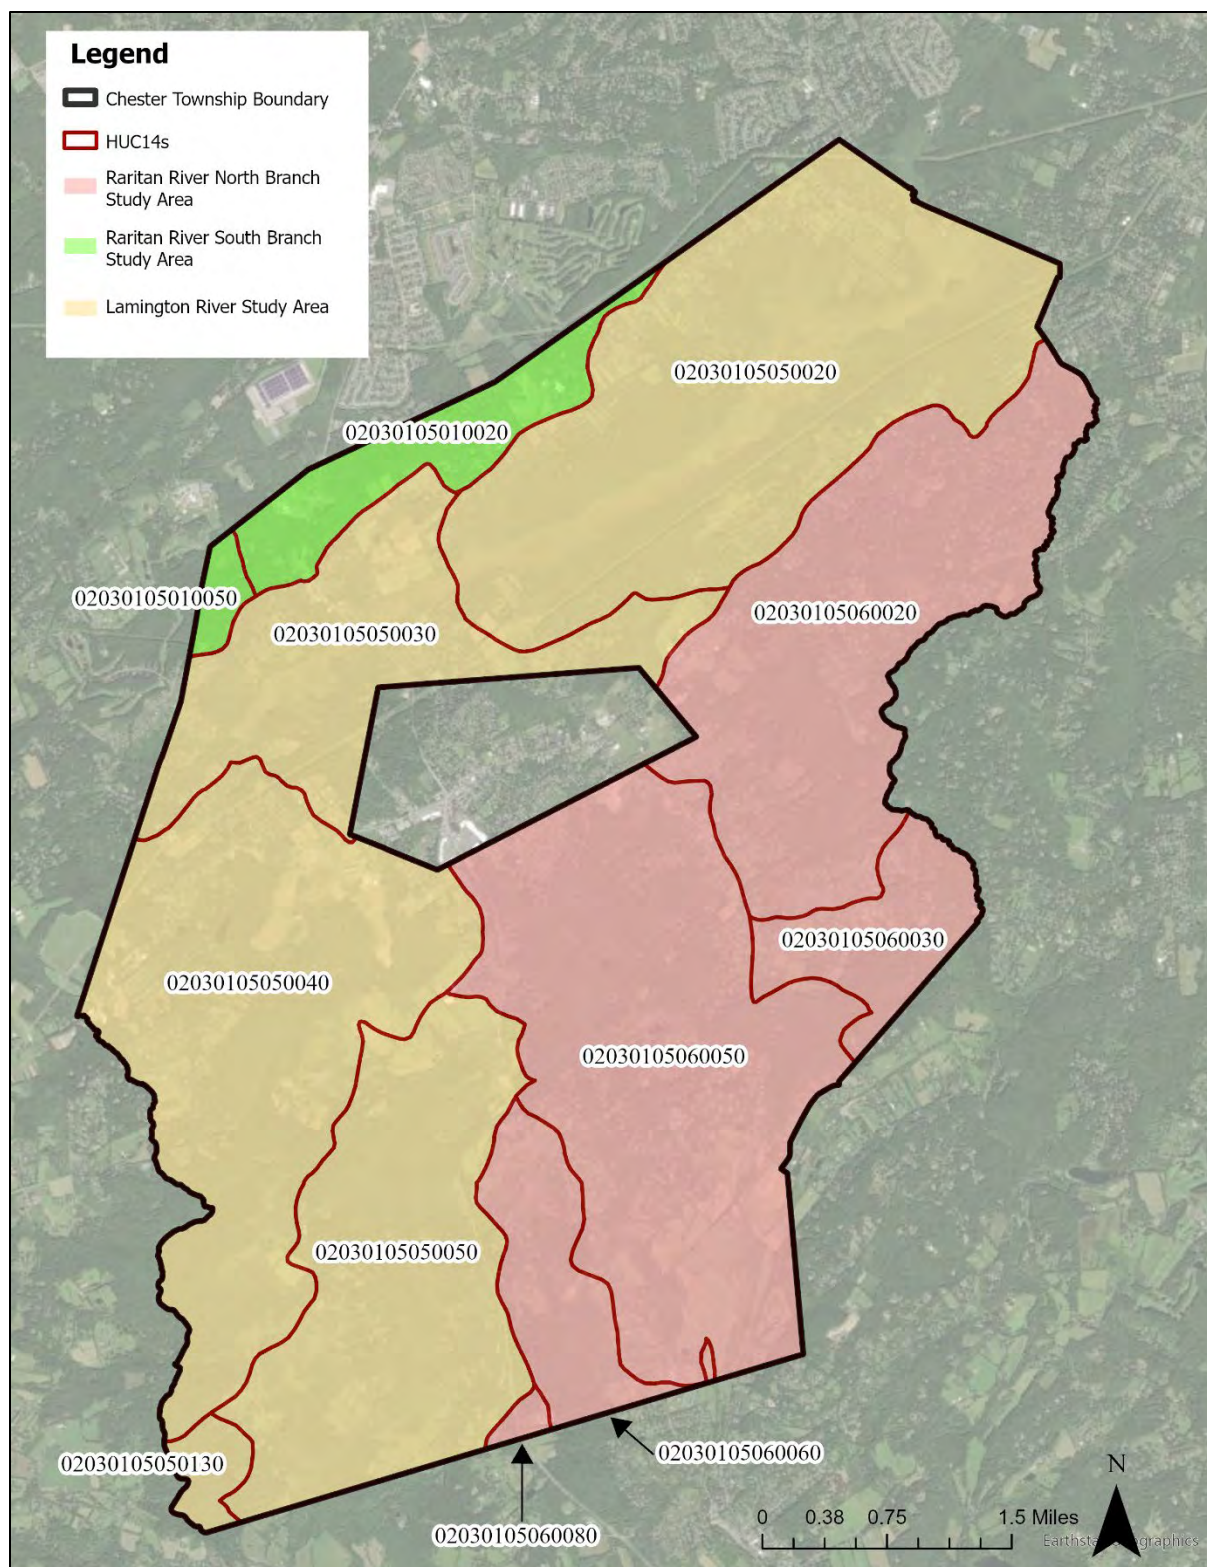 Legend
Chester Township Boundary
HUC14s
Raritan River North Branch
Study Area
Raritan River South Branch
Study Area
Lamington River Study Area
02030105050020
02030105010020
02030105010050
02030105060020
02030105050030
02030105060030
02030105050040
02030105060050
02030105050050
02030105060060
02030105050130
02030105060080
N
0 0.38 0.75 1.5 Miles